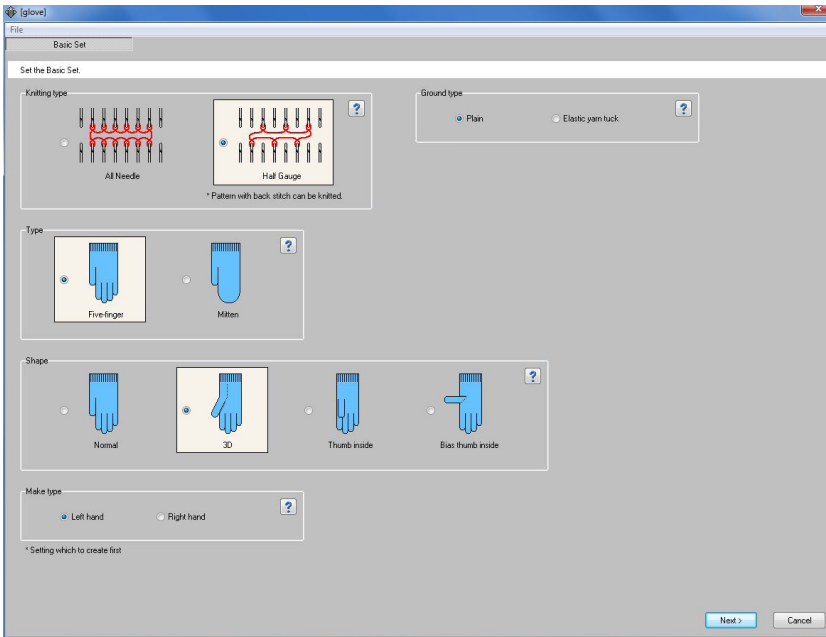 [glove]
File
Basic Set
Set the Basic Set.
Knitting type
All Needle
Half Gauge
* Pattern with back stitch can be knitted.
?
Ground type
Plain
Elastic yarn tuck
?
Type
Five-finger
Mitten
?
Shape
Normal
3D
Thumb inside
Bias thumb inside
?
Make type
Left hand
Right hand
?
* Setting which to create first
Next >
Cancel